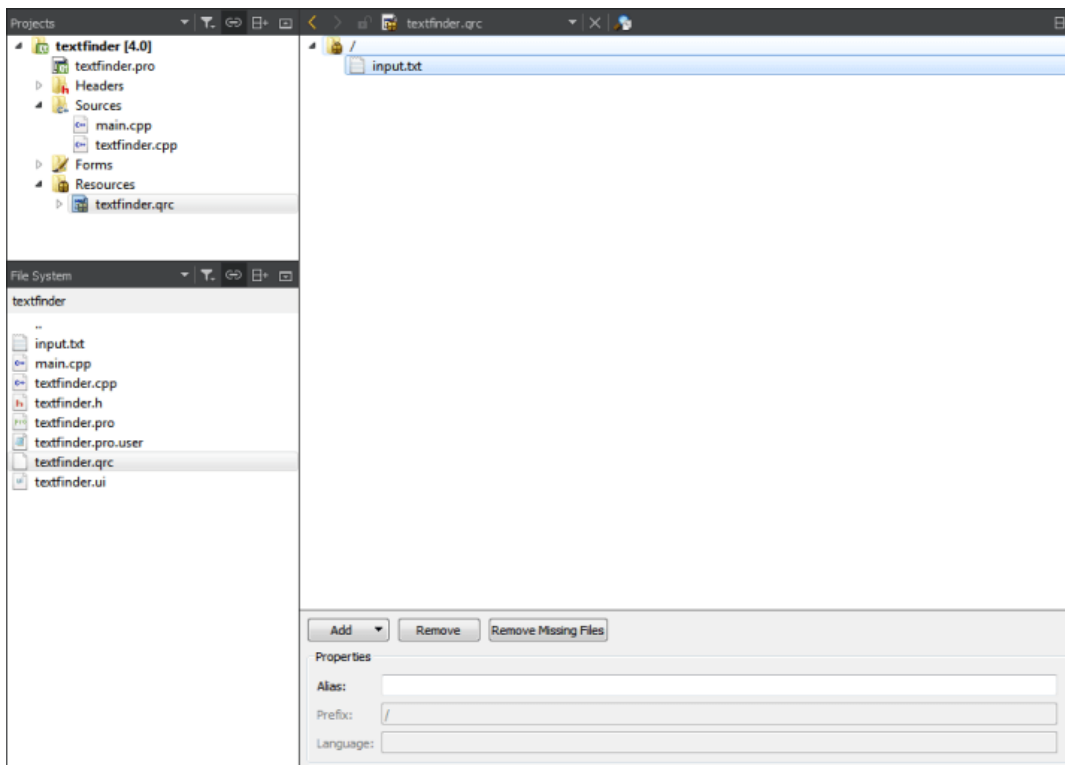 Projects
textfinder.qrc
textfinder [4.0]
textfinder.pro
Headers
Sources
main.cpp
textfinder.cpp
Forms
Resources
textfinder.qrc
/
input.txt
File System
textfinder
..
input.txt
main.cpp
textfinder.cpp
textfinder.h
textfinder.pro
textfinder.pro.user
textfinder.qrc
textfinder.ui
Add
Remove
Remove Missing Files
Properties
Alias:
Prefix:
/
Language: